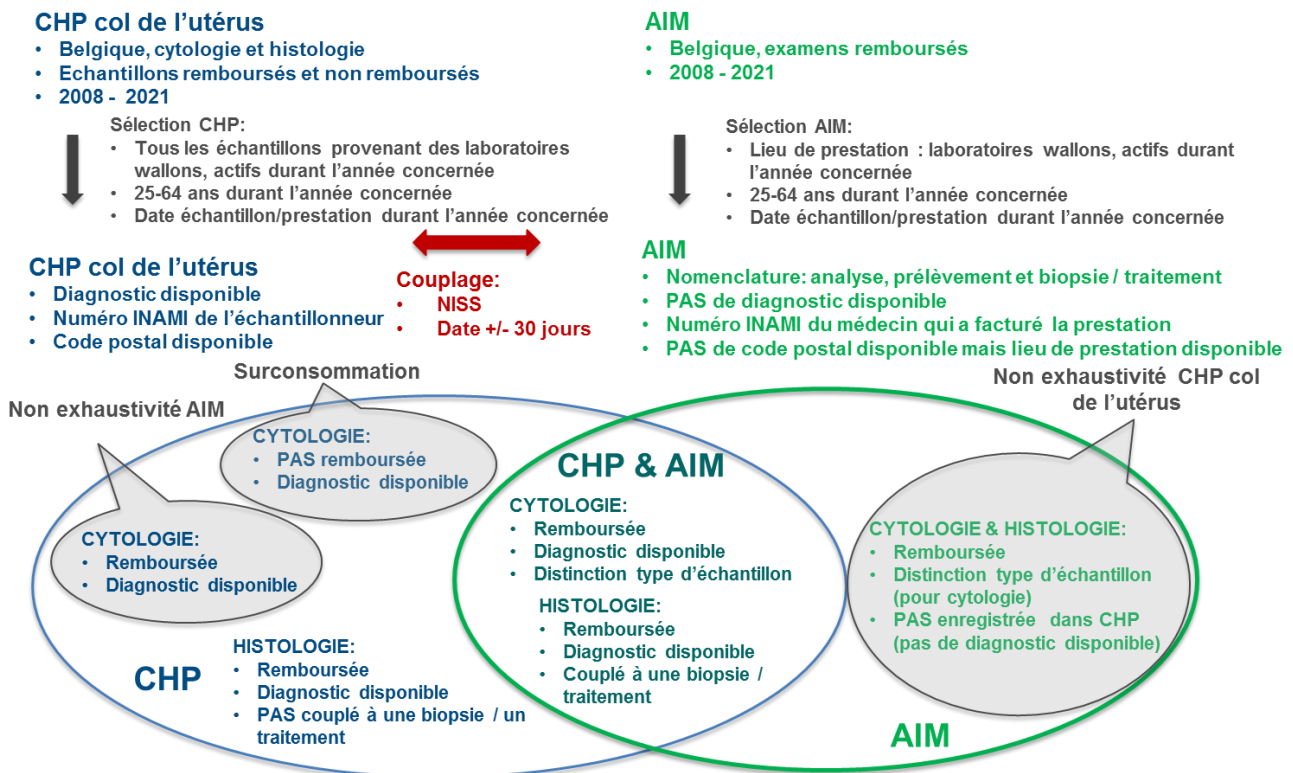 CHP col de l'utérus
• Belgique, cytologie et histologie
• Echantillons remboursés et non remboursés
• 2008 - 2021
Sélection CHP:
• Tous les échantillons provenant des laboratoires
wallons, actifs durant l'année concernée
• 25-64 ans durant l'année concernée
• Date échantillon/prestation durant l'année concernée
AIM
• Belgique, examens remboursés
• 2008 - 2021
Sélection AIM:
• Lieu de prestation : laboratoires wallons, actifs durant
l'année concernée
• 25-64 ans durant l'année concernée
• Date échantillon/prestation durant l'année concernée
CHP col de l'utérus
• Diagnostic disponible
• Numéro INAMI de l'échantillonneur
• Code postal disponible
Couplage:
• NISS
• Date +/- 30 jours
AIM
• Nomenclature: analyse, prélèvement et biopsie / traitement
• PAS de diagnostic disponible
• Numéro INAMI du médecin qui a facturé la prestation
• PAS de code postal disponible mais lieu de prestation disponible
Surconsommation
Non exhaustivité AIM
Non exhaustivité CHP col
de l'utérus
CYTOLOGIE:
• PAS remboursée
• Diagnostic disponible
CYTOLOGIE:
• Remboursée
• Diagnostic disponible
CHP
HISTOLOGIE:
• Remboursée
• Diagnostic disponible
• PAS couplé à une biopsie / un
traitement
CHP & AIM
CYTOLOGIE:
• Remboursée
• Diagnostic disponible
• Distinction type d'échantillon
HISTOLOGIE:
• Remboursée
• Diagnostic disponible
• Couplé à une biopsie /
traitement
CYTOLOGIE & HISTOLOGIE:
• Remboursée
• Distinction type d'échantillon
(pour cytologie)
• PAS enregistrée dans CHP
(pas de diagnostic disponible)
AIM